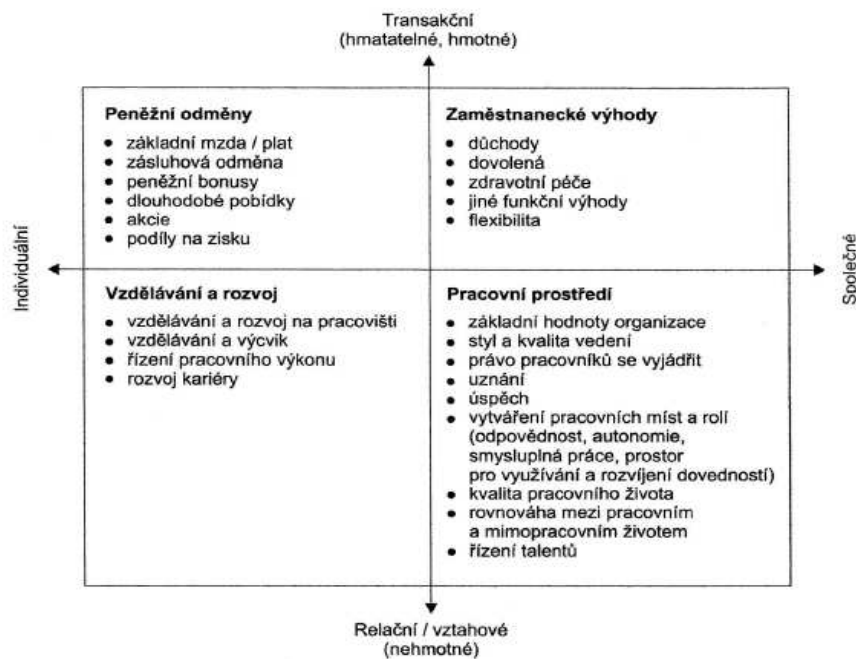 Transakční
(hmatatelné, hmotné)
Peněžní odměny
• základní mzda / plat
• zásluhová odměna
• peněžní bonusy
• dlouhodobé pobídky
• akcie
• podíly na zisku
Zaměstnanecké výhody
• důchody
• dovolená
• zdravotní péče
• jiné funkční výhody
• flexibilita
Individuální
Společné
Vzdělávání a rozvoj
• vzdělávání a rozvoj na pracovišti
• vzdělávání a výcvik
• řízení pracovního výkonu
• rozvoj kariéry
Pracovní prostředí
• základní hodnoty organizace
• styl a kvalita vedení
• právo pracovníků se vyjádřit
• uznání
• úspěch
• vytváření pracovních míst a rolí
(odpovědnost, autonomie,
smysluplná práce, prostor
pro využívání a rozvíjení dovedností)
• kvalita pracovního života
• rovnováha mezi pracovním
a mimopracovním životem
• řízení talentů
Relační / vztahové
(nehmotné)